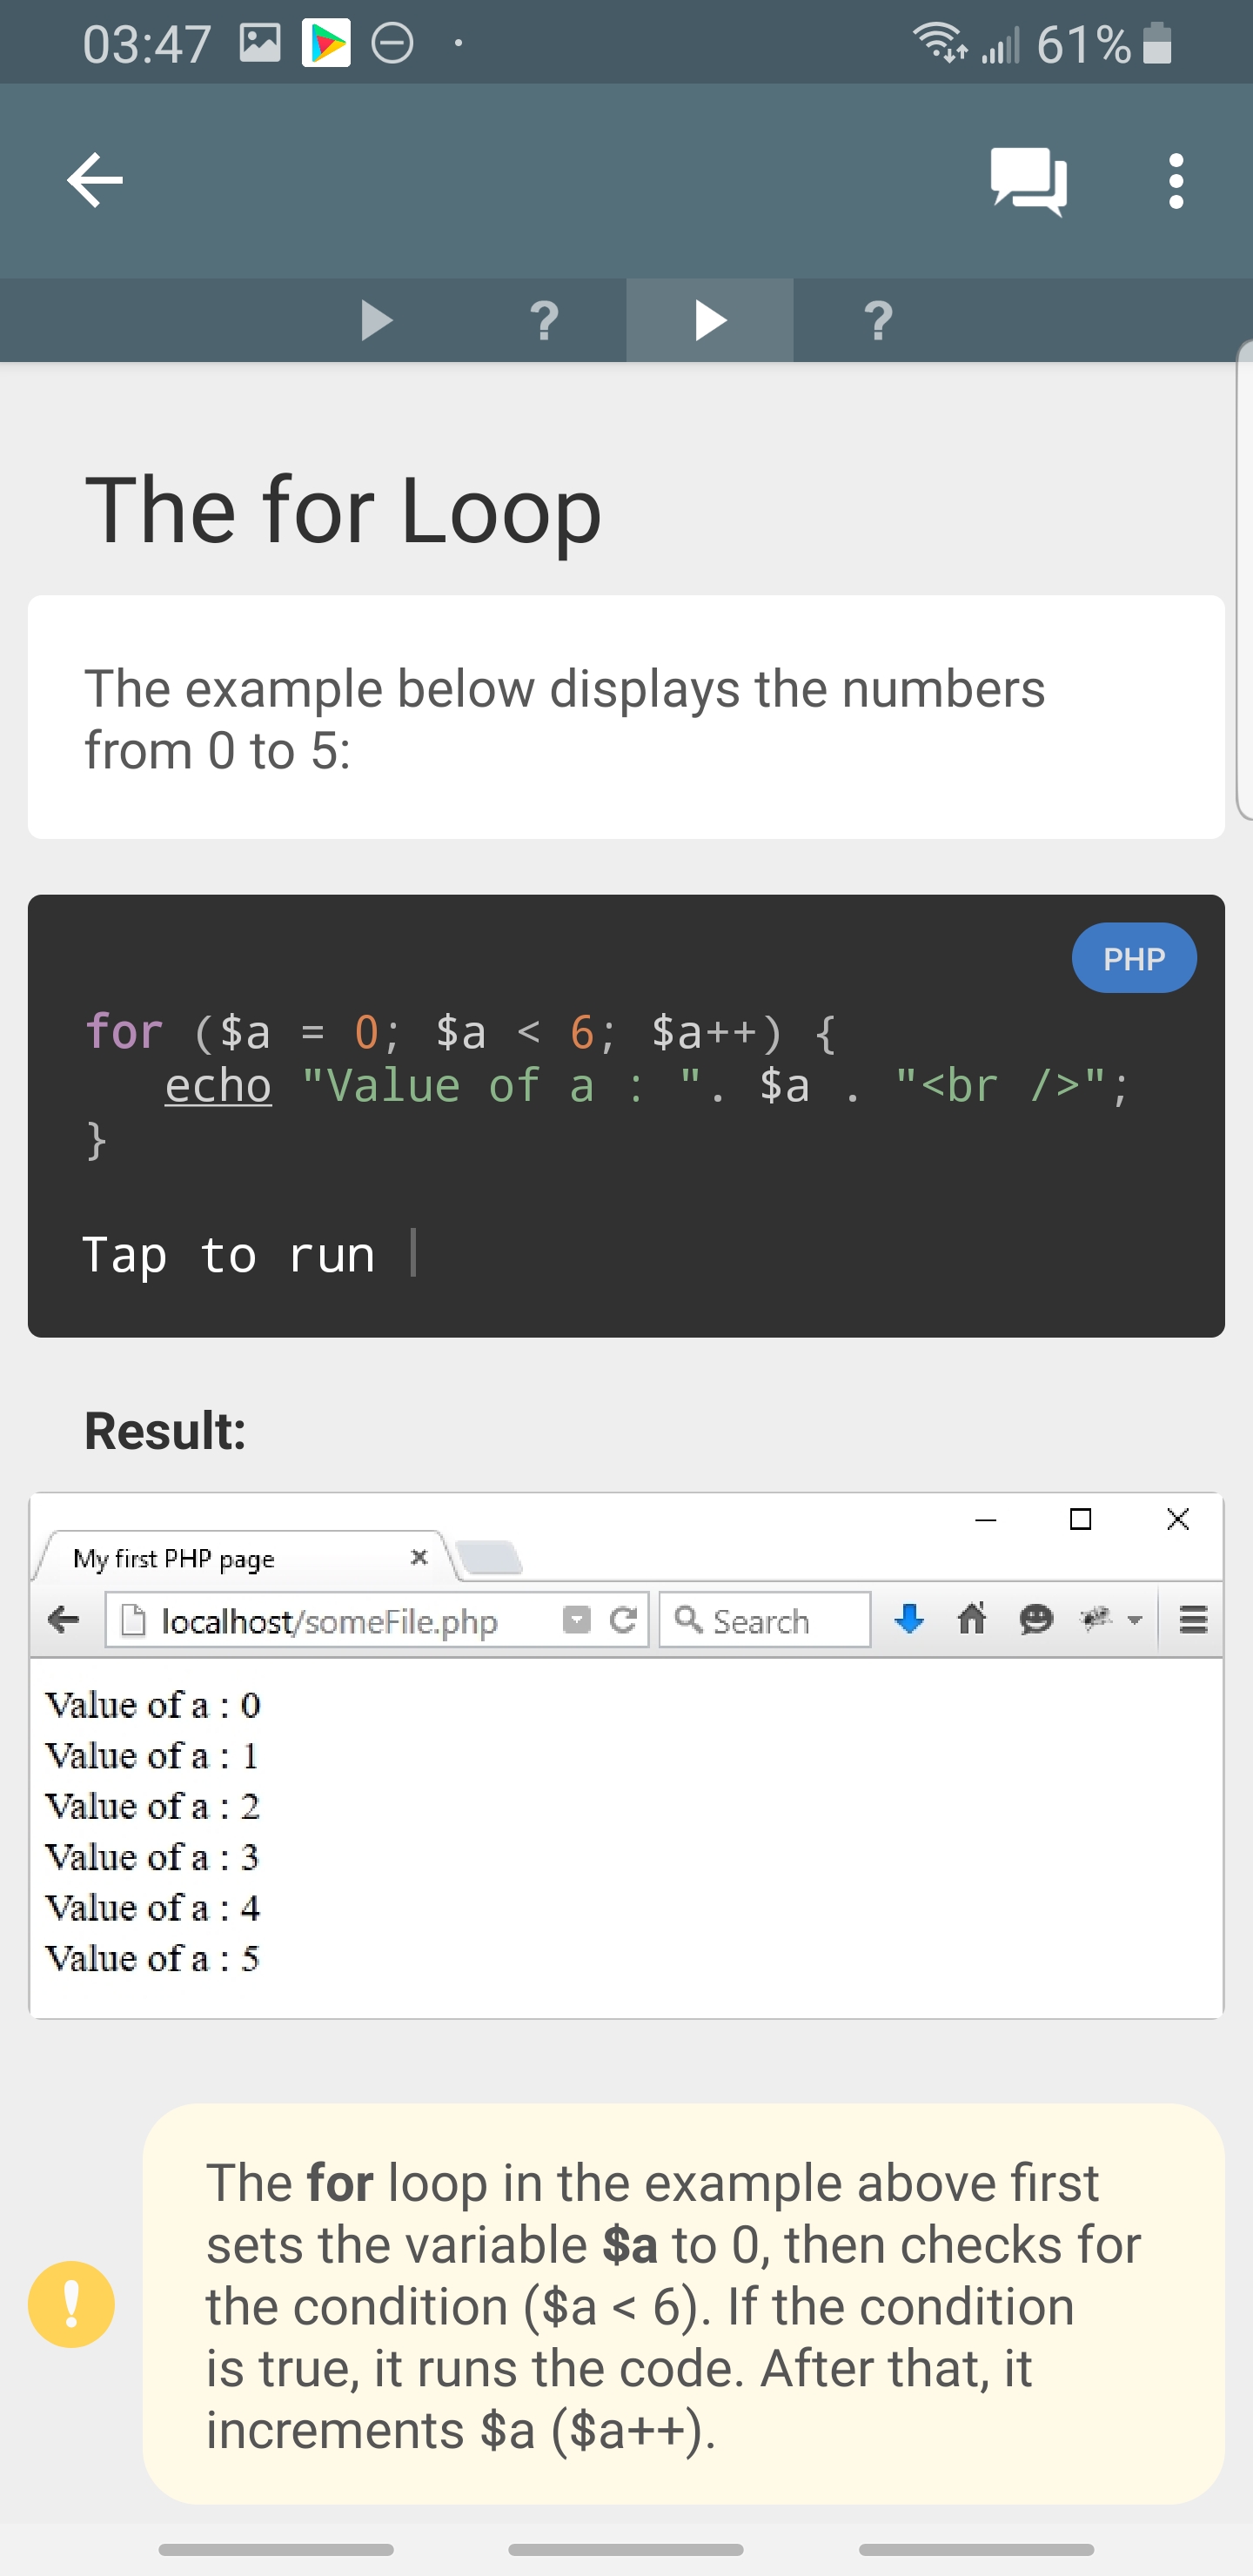 03:47
61%
?
?
The for Loop
The example below displays the numbers
from 0 to 5:
PHP
for ($a = 0; $a < 6; $a++) {
   echo "Value of a : ". $a . "<br />";
}
Tap to run
Result:
My first PHP page
localhost/someFile.php
Search
Value of a : 0
Value of a : 1
Value of a : 2
Value of a : 3
Value of a : 4
Value of a : 5
The for loop in the example above first
sets the variable $a to 0, then checks for
the condition ($a < 6). If the condition
is true, it runs the code. After that, it
increments $a ($a++).